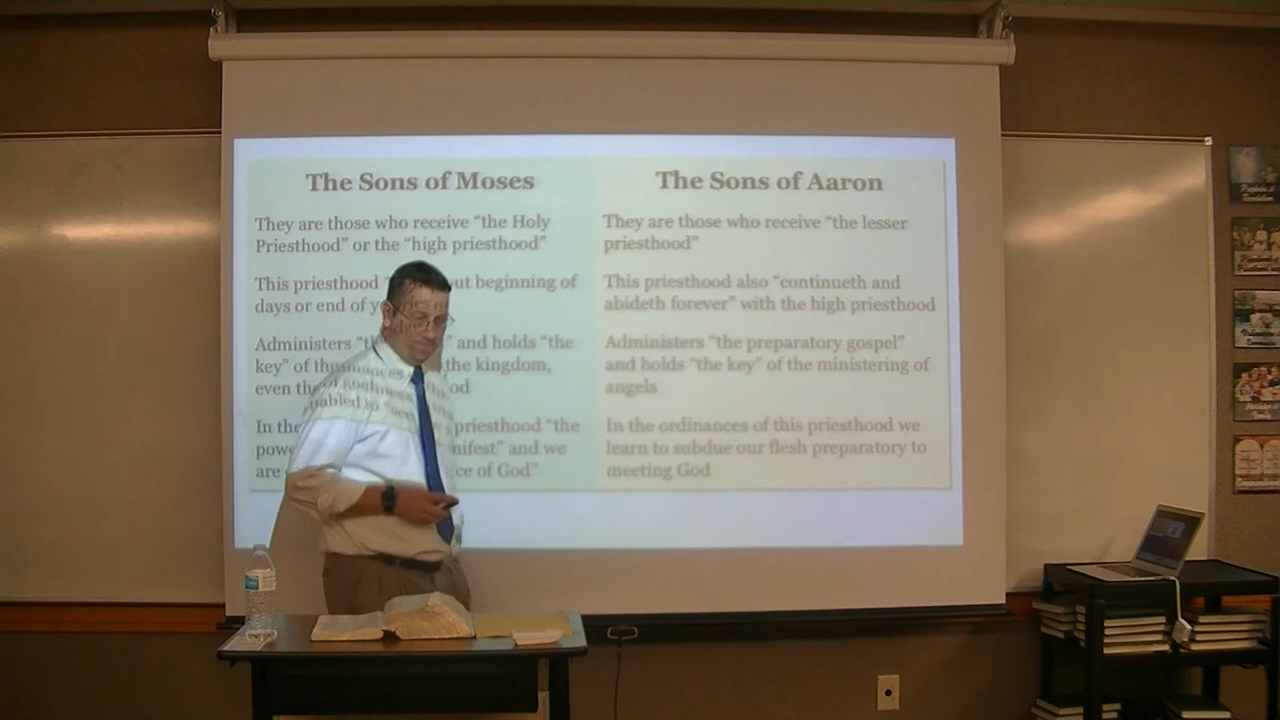 The Sons of Moses
They are those who receive “the Holy
Priesthood” or the “high priesthood”
This priesthood ut beginning of
days or end of y
Administers “t ” and holds “the
key” of th the kingdom,
even the od
In the priesthood “the
pow nifest” and we
are ce of God”
The Sons of Aaron
They are those who receive “the lesser
priesthood”
This priesthood also “continueth and
abideth forever” with the high priesthood
Administers “the preparatory gospel”
and holds “the key” of the ministering of
angels
In the ordinances of this priesthood we
learn to subdue our flesh preparatory to
meeting God